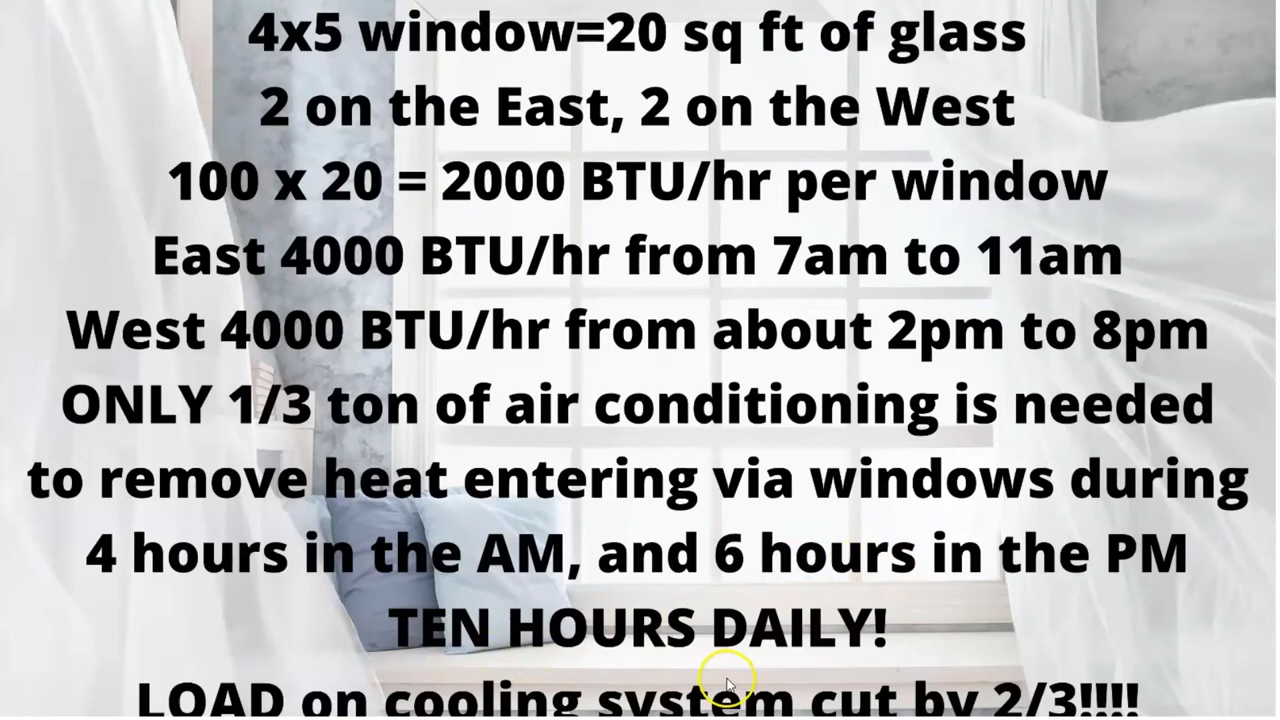 4x5 window=20 sq ft of glass
2 on the East, 2 on the West
100 x 20 = 2000 BTU/hr per window
East 4000 BTU/hr from 7am to 11am
West 4000 BTU/hr from about 2pm to 8pm
ONLY 1/3 ton of air conditioning is needed
to remove heat entering via windows during
4 hours in the AM, and 6 hours in the PM
TEN HOURS DAILY!
LOAD on cooling system cut by 2/3!!!!